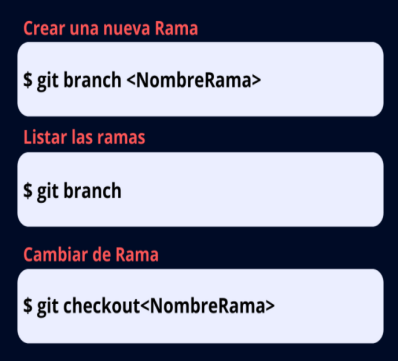 Crear una nueva Rama
$ git branch <NombreRama>
Listar las ramas
$ git branch
Cambiar de Rama
$ git checkout<NombreRama>